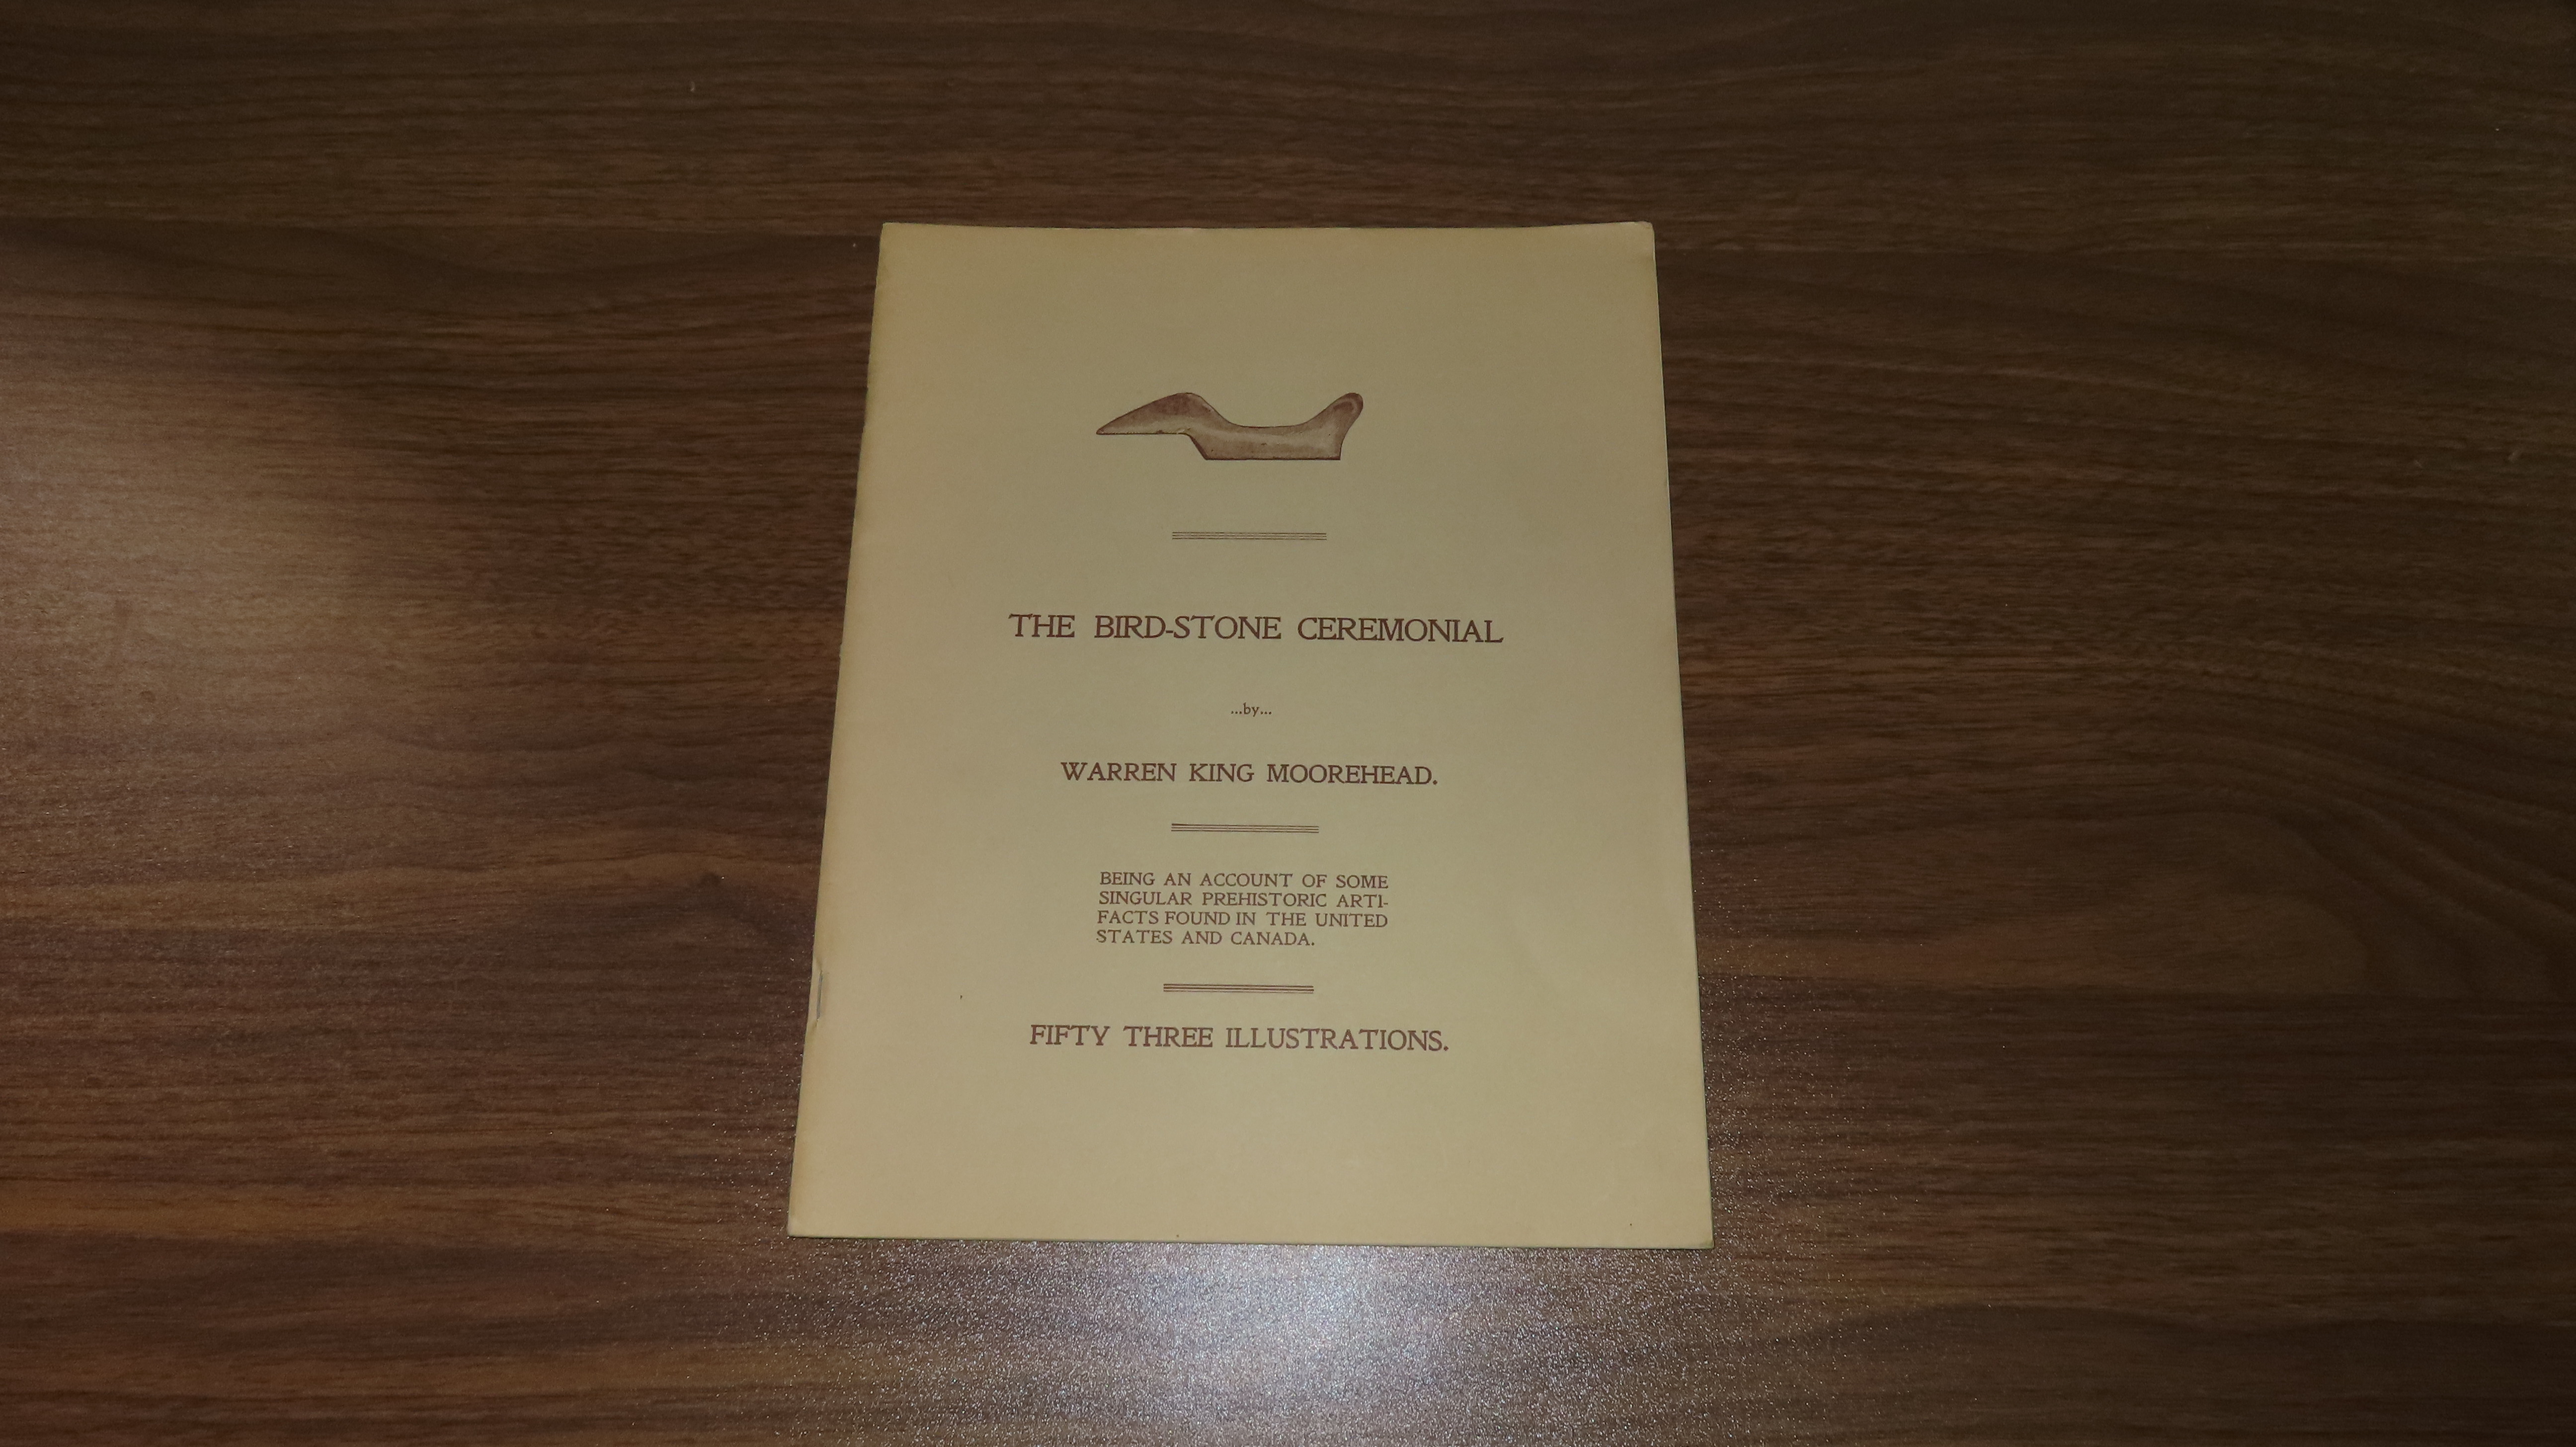 THE BIRD-STONE CEREMONIAL
...by...
WARREN KING MOOREHEAD.
BEING AN ACCOUNT OF SOME
SINGULAR PREHISTORIC ARTI-
FACTS FOUND IN THE UNITED
STATES AND CANADA.
FIFTY THREE ILLUSTRATIONS.